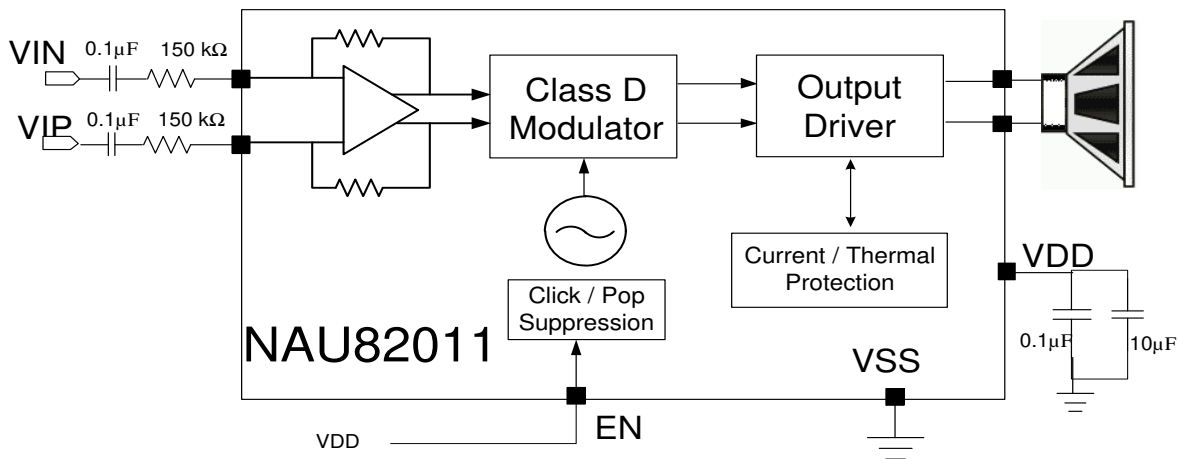 VIN
0.1µF
150 kΩ
VIP
0.1µF
150 kΩ
Class D
Modulator
Output
Driver
Current / Thermal
Protection
Click / Pop
Suppression
NAU82011
VDD
0.1µF
10µF
VSS
EN
VDD